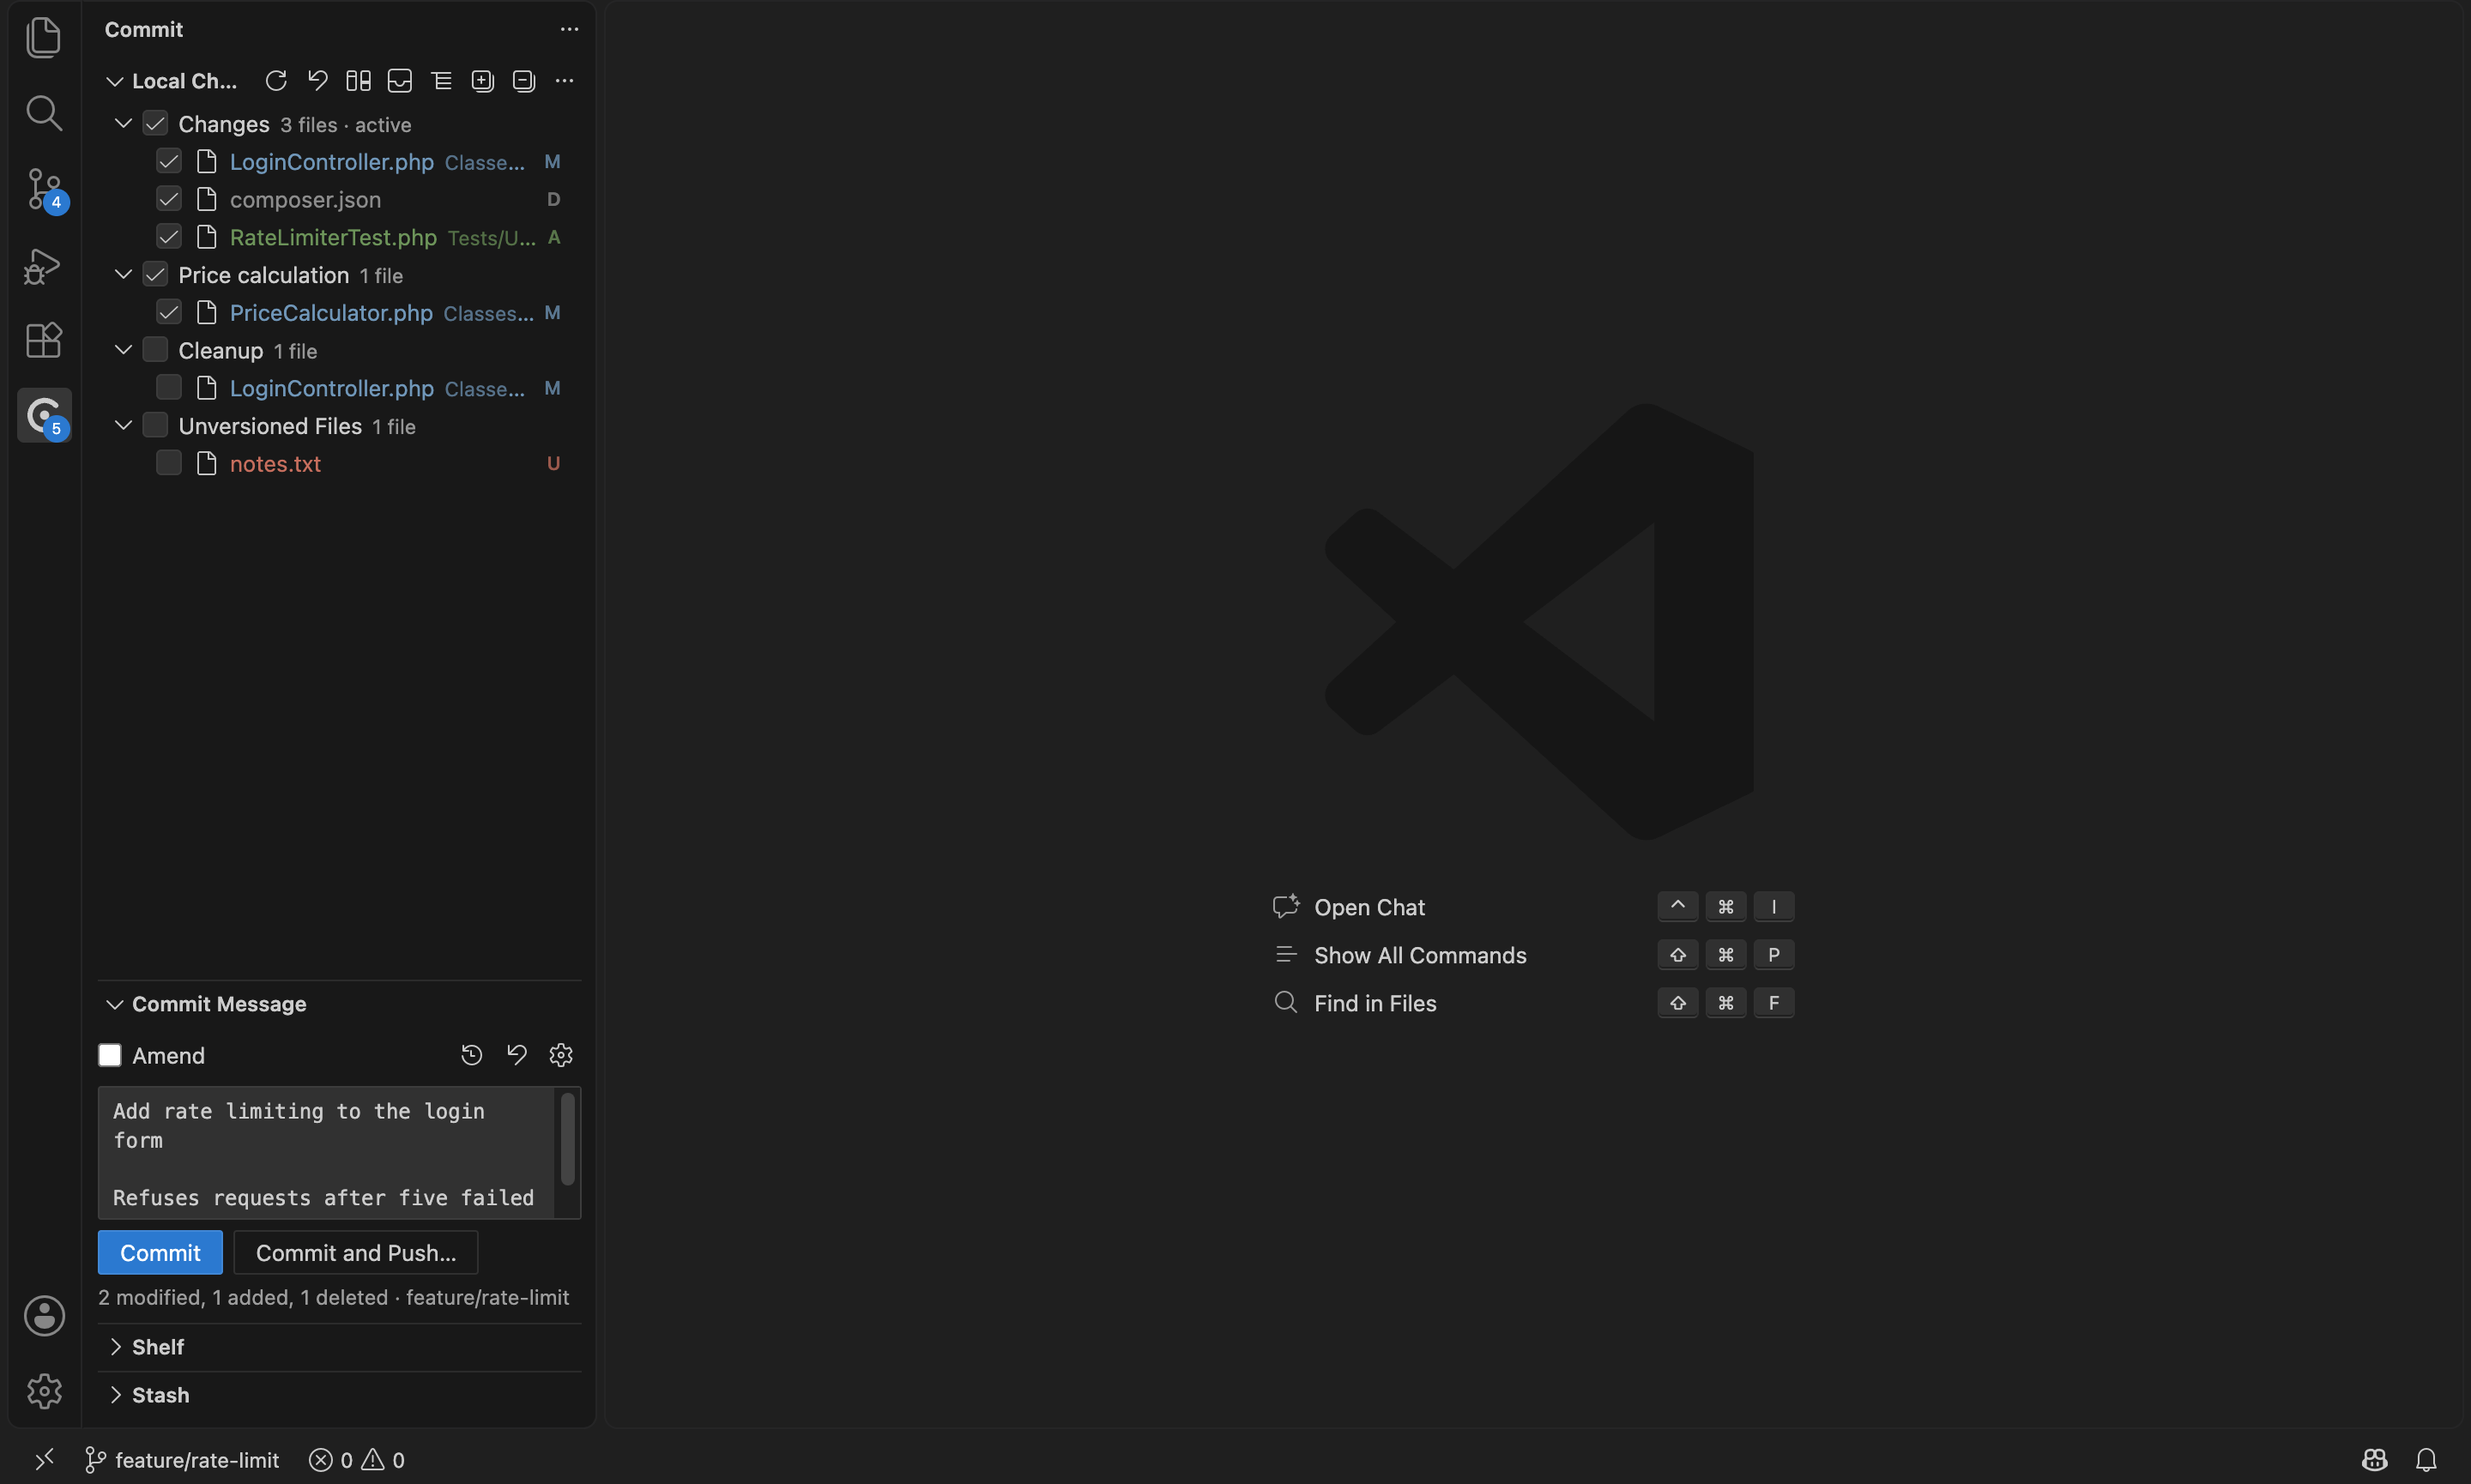 Commit
Local Ch...
Changes 3 files · active
LoginController.php Classe... M
composer.json D
RateLimiterTest.php Tests/U... A
Price calculation 1 file
PriceCalculator.php Classes... M
Cleanup 1 file
LoginController.php Classe... M
Unversioned Files 1 file
notes.txt U
4
5
Commit Message
Amend
Add rate limiting to the login
form
Refuses requests after five failed
Commit Commit and Push...
2 modified, 1 added, 1 deleted · feature/rate-limit
Shelf
Stash
Open Chat ^ ⌘ I
Show All Commands ⇧ ⌘ P
Find in Files ⇧ ⌘ F
feature/rate-limit 0 0